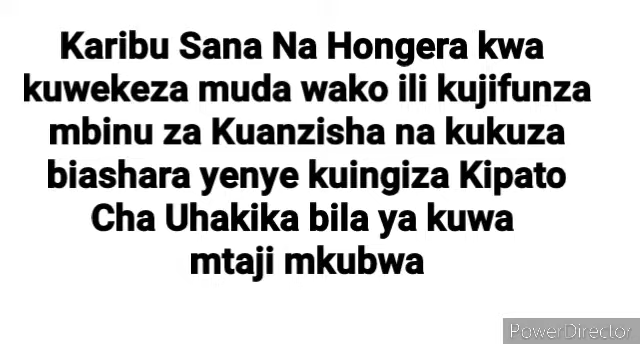 Karibu Sana Na Hongera kwa
kuwekeza muda wako ili kujifunza
mbinu za Kuanzisha na kukuza
biashara yenye kuingiza Kipato
Cha Uhakika bila ya kuwa
mtaji mkubwa
PowerDirector